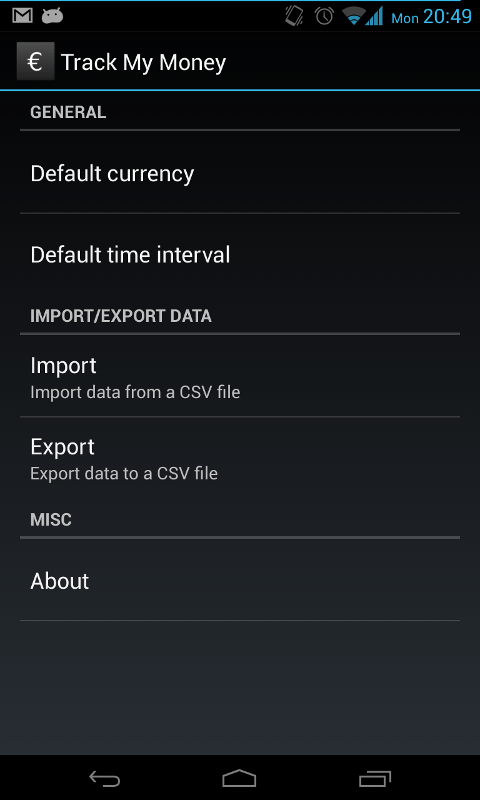 Mon 20:49
€ Track My Money
GENERAL
Default currency
Default time interval
IMPORT/EXPORT DATA
Import
Import data from a CSV file
Export
Export data to a CSV file
MISC
About